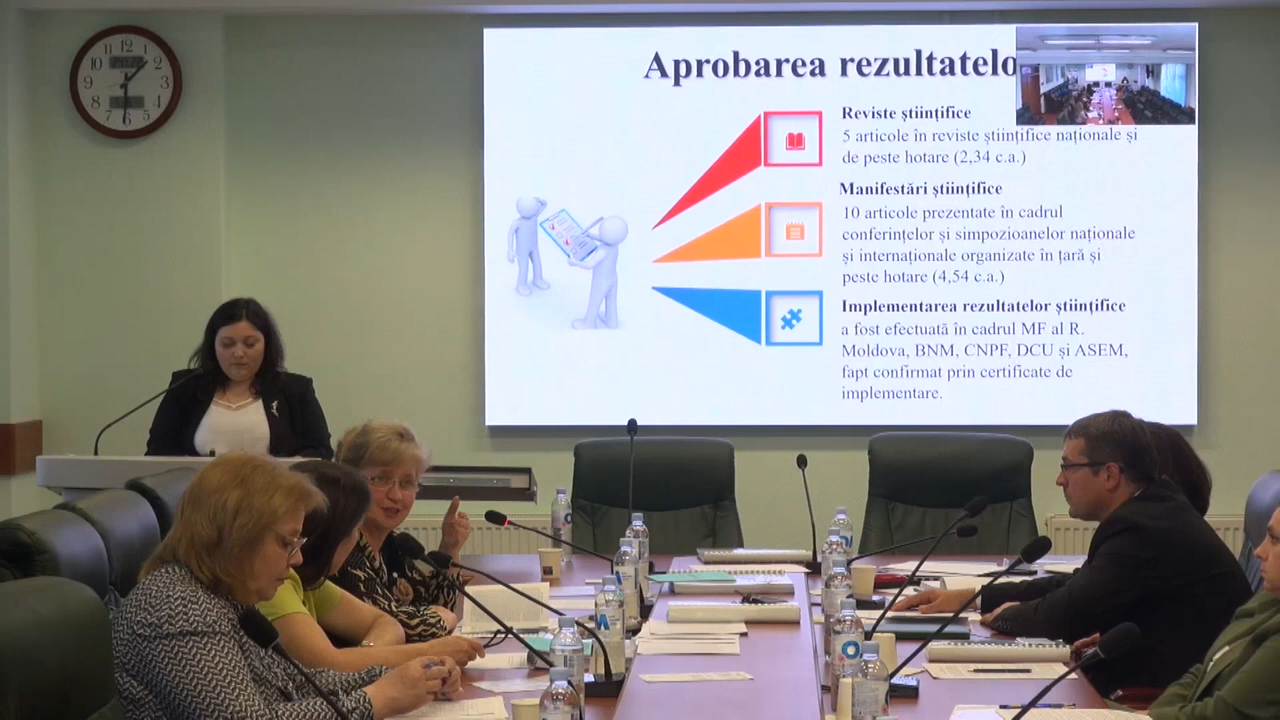 Aprobarea rezultatelo
Reviste științifice
5 articole în reviste științifice naționale și
de peste hotare (2,34 c.a.)
Manifestări științifice
10 articole prezentate în cadrul
conferințelor și simpozioanelor naționale
și internaționale organizate în țară și
peste hotare (4,54 c.a.)
Implementarea rezultatelor științifice
a fost efectuată în cadrul MF al R.
Moldova, BNM, CNPF, DCU și ASEM,
fapt confirmat prin certificate de
implementare.